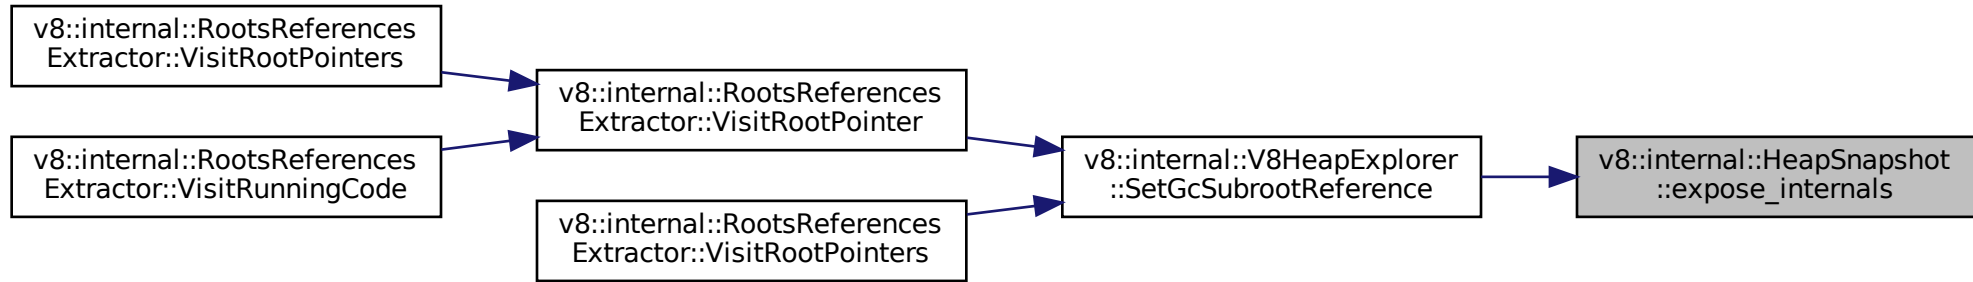 v8::internal::RootsReferences
Extractor::VisitRootPointers
v8::internal::RootsReferences
Extractor::VisitRunningCode
v8::internal::RootsReferences
Extractor::VisitRootPointer
v8::internal::RootsReferences
Extractor::VisitRootPointers
v8::internal::V8HeapExplorer
::SetGcSubrootReference
v8::internal::HeapSnapshot
::expose_internals